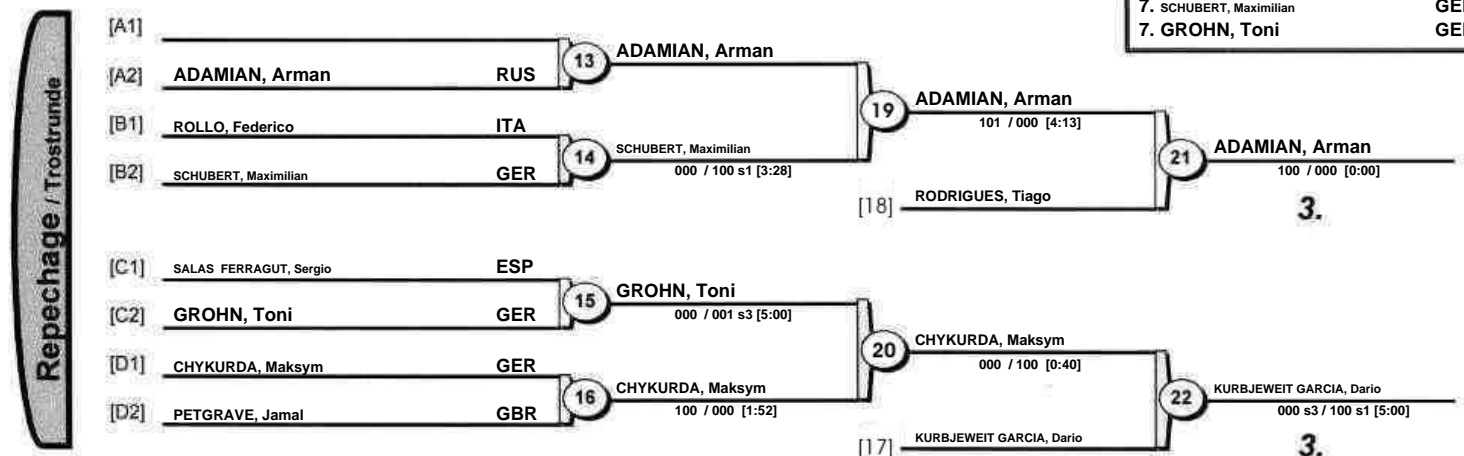 7. SCHUBERT, Maximilian GE
7. GROHN, Toni GE
Repechage / Trostrunde
[A1]
[A2] ADAMIAN, Arman RUS
13 ADAMIAN, Arman
[B1] ROLLO, Federico ITA
[B2] SCHUBERT, Maximilian GER
14 SCHUBERT, Maximilian
000 / 100 s1 [3:28]
19 ADAMIAN, Arman
101 / 000 [4:13]
[18] RODRIGUES, Tiago
21 ADAMIAN, Arman
100 / 000 [0:00]
3.
[C1] SALAS FERRAGUT, Sergio ESP
[C2] GROHN, Toni GER
15 GROHN, Toni
000 / 001 s3 [5:00]
[D1] CHYKURDA, Maksym GER
[D2] PETGRAVE, Jamal GBR
16 CHYKURDA, Maksym
100 / 000 [1:52]
20 CHYKURDA, Maksym
000 / 100 [0:40]
[17] KURBJEWEIT GARCIA, Dario
22 KURBJEWEIT GARCIA, Dario
000 s3 / 100 s1 [5:00]
3.